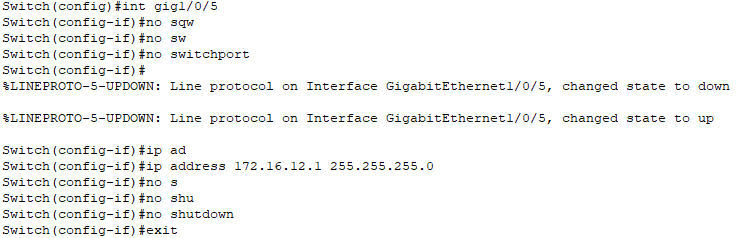 Switch(config)#int gig1/0/5
Switch(config-if)#no sqw
Switch(config-if)#no sw
Switch(config-if)#no switchport
Switch(config-if)#
%LINEPROTO-5-UPDOWN: Line protocol on Interface GigabitEthernet1/0/5, changed state to down
%LINEPROTO-5-UPDOWN: Line protocol on Interface GigabitEthernet1/0/5, changed state to up
Switch(config-if)#ip ad
Switch(config-if)#ip address 172.16.12.1 255.255.255.0
Switch(config-if)#no s
Switch(config-if)#no shu
Switch(config-if)#no shutdown
Switch(config-if)#exit